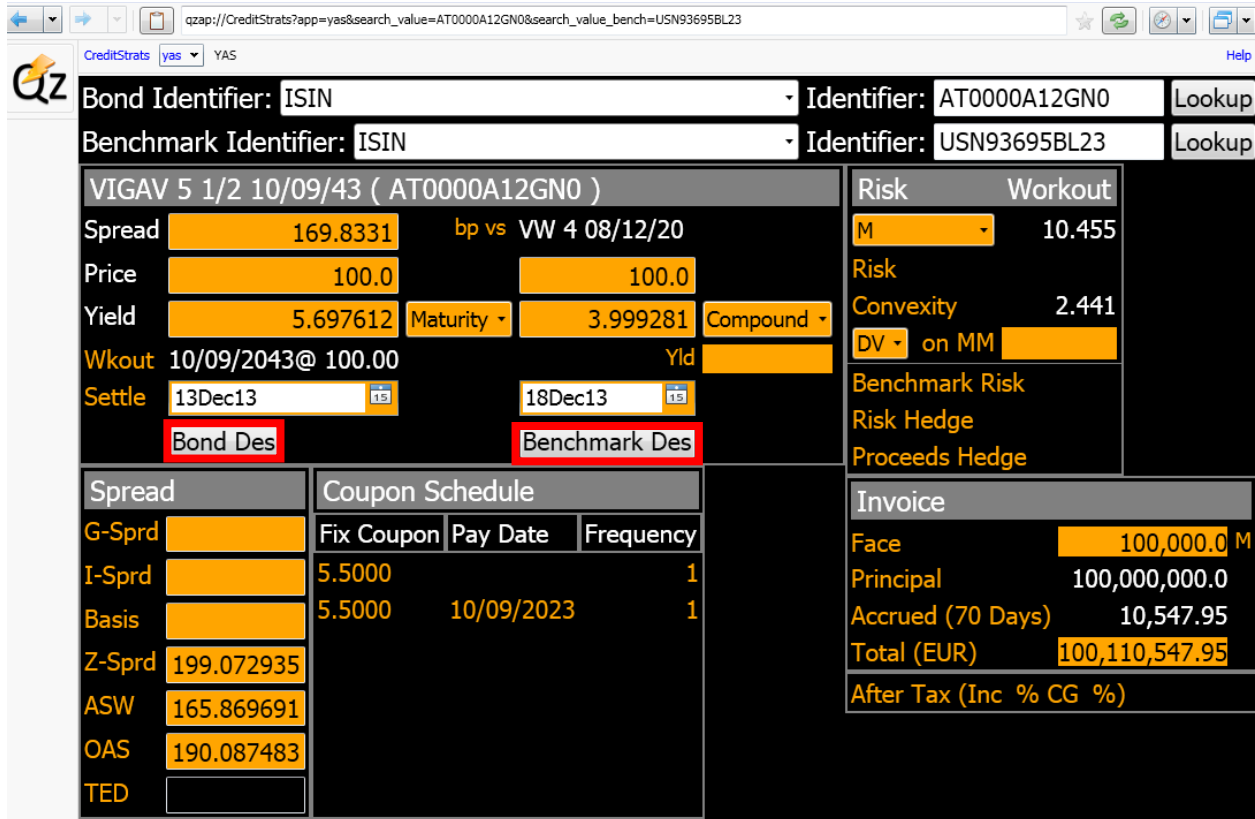 qzap://CreditStrats?app=yas&search_value=AT0000A12GN0&search_value_bench=USN93695BL23
CreditStrats yas YAS Help
Qz
Bond Identifier: ISIN Identifier: AT0000A12GN0 Lookup
Benchmark Identifier: ISIN Identifier: USN93695BL23 Lookup
VIGAV 5 1/2 10/09/43 ( AT0000A12GN0 )
Spread 169.8331 bp vs VW 4 08/12/20
Price 100.0 100.0
Yield 5.697612 Maturity 3.999281 Compound
Wkout 10/09/2043@ 100.00 Yld
Settle 13Dec13 15 18Dec13 15
Bond Des Benchmark Des
Risk Workout
M 10.455
Risk
Convexity 2.441
DV on MM
Benchmark Risk
Risk Hedge
Proceeds Hedge
Spread
G-Sprd
I-Sprd
Basis
Z-Sprd 199.072935
ASW 165.869691
OAS 190.087483
TED
Coupon Schedule
Fix Coupon Pay Date Frequency
5.5000 1
5.5000 10/09/2023 1
Invoice
Face 100,000.0 M
Principal 100,000,000.0
Accrued (70 Days) 10,547.95
Total (EUR) 100,110,547.95
After Tax (Inc % CG %)